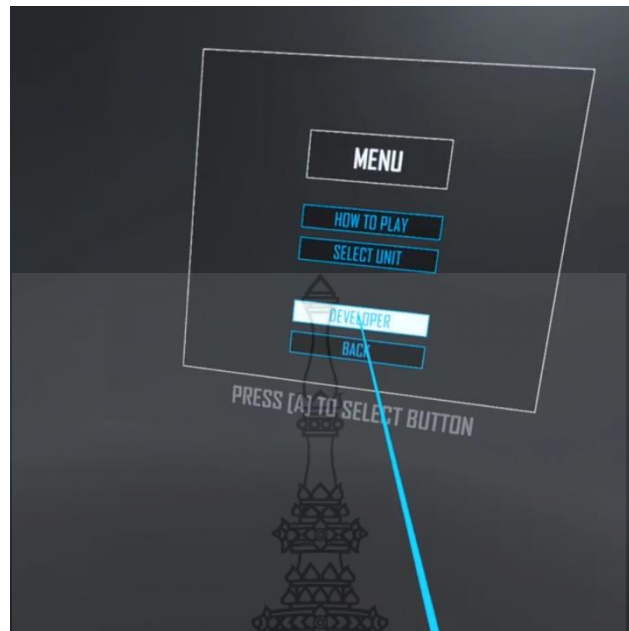 MENU
HOW TO PLAY
SELECT UNIT
DEVELOPER
BACK
PRESS [A] TO SELECT BUTTON